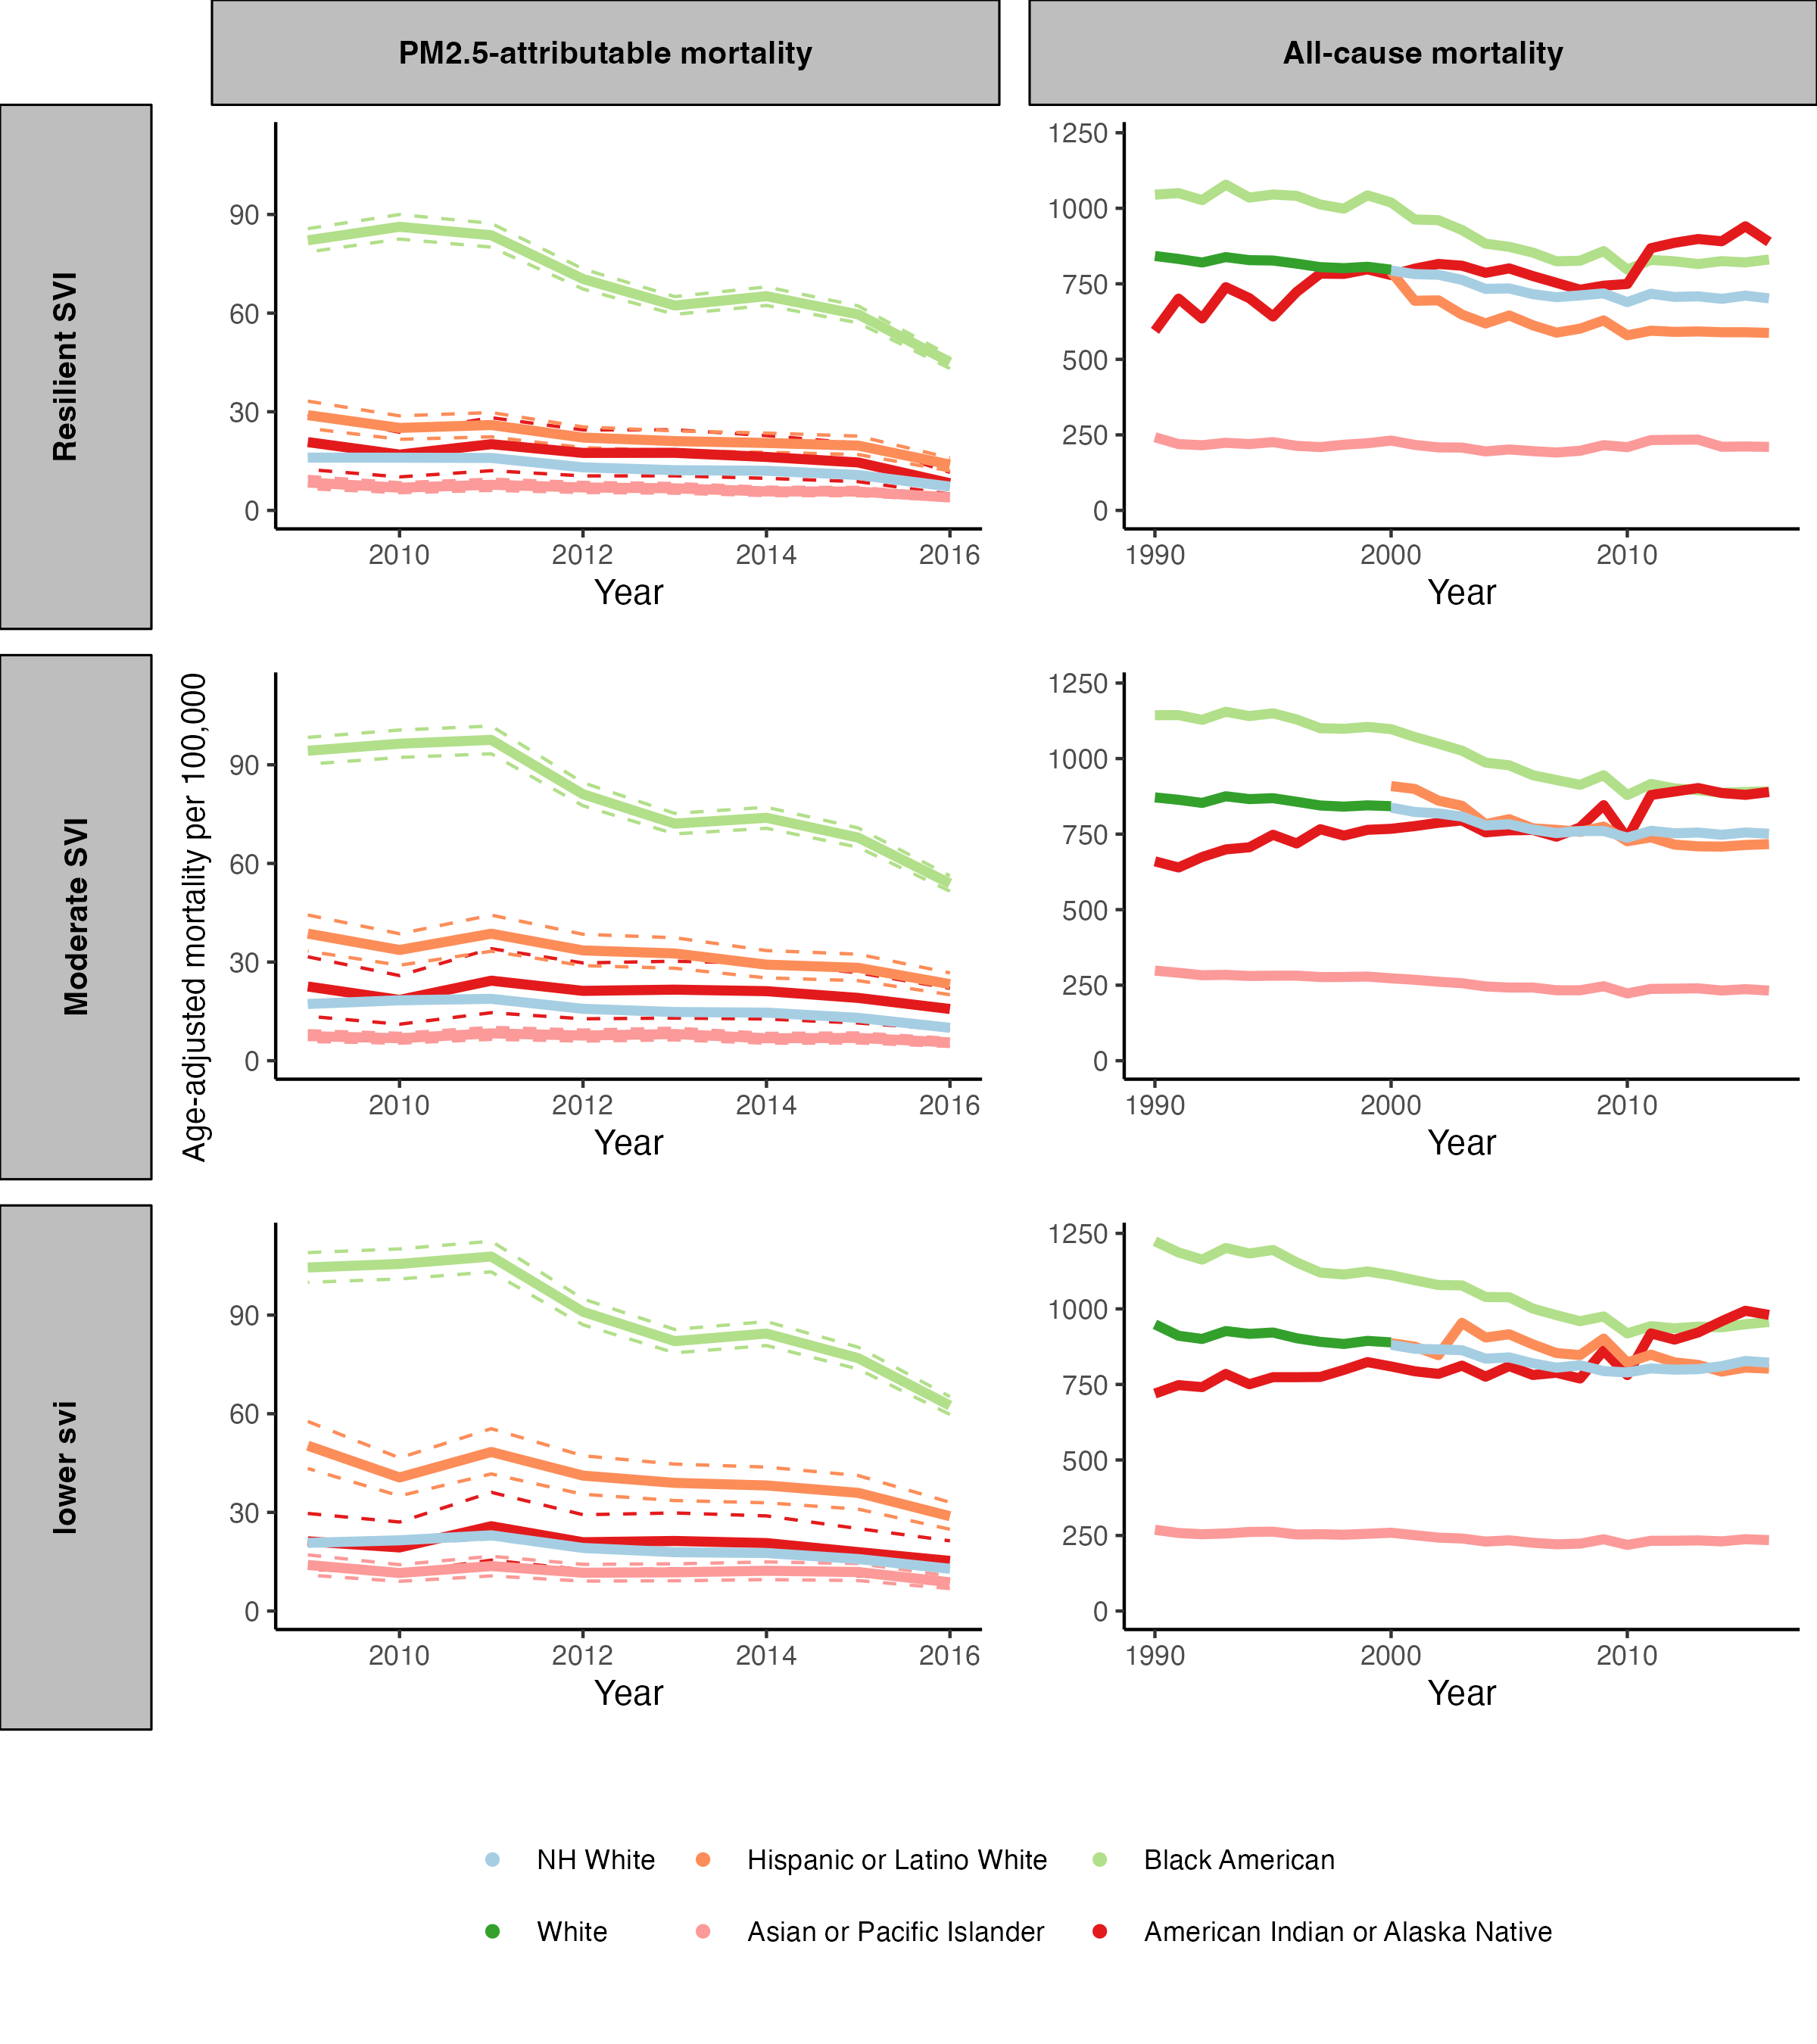 PM2.5-attributable mortality
All-cause mortality
Resilient SVI
90
60
30
0
2010 2012 2014 2016
Year
1250
1000
750
500
250
0
1990 2000 2010
Year
Moderate SVI
Age-adjusted mortality per 100,000
90
60
30
0
2010 2012 2014 2016
Year
1250
1000
750
500
250
0
1990 2000 2010
Year
lower svi
90
60
30
0
2010 2012 2014 2016
Year
1250
1000
750
500
250
0
1990 2000 2010
Year
NH White Hispanic or Latino White Black American
White Asian or Pacific Islander American Indian or Alaska Native